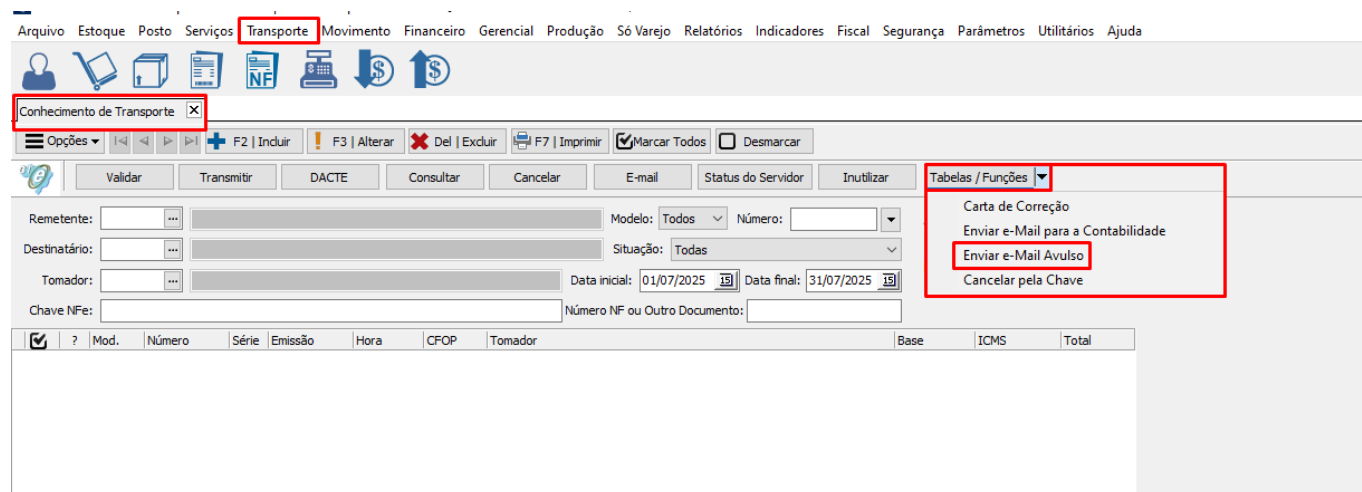 Arquivo Estoque Posto Serviços Transporte Movimento Financeiro Gerencial Produção Só Varejo Relatórios Indicadores Fiscal Segurança Parâmetros Utilitários Ajuda
NF
Conhecimento de Transporte
Opções F2 | Incluir F3 | Alterar Del | Excluir F7 | Imprimir Marcar Todos Desmarcar
Validar Transmitir DACTE Consultar Cancelar E-mail Status do Servidor Inutilizar Tabelas / Funções
Carta de Correção
Enviar e-Mail para a Contabilidade
Enviar e-Mail Avulso
Cancelar pela Chave
Remetente: ... Modelo: Todos Número:
Destinatário: ... Situação: Todas
Tomador: ... Data inicial: 01/07/2025 15 Data final: 31/07/2025 15
Chave NFe: Número NF ou Outro Documento:
? Mod. Número Série Emissão Hora CFOP Tomador Base ICMS Total